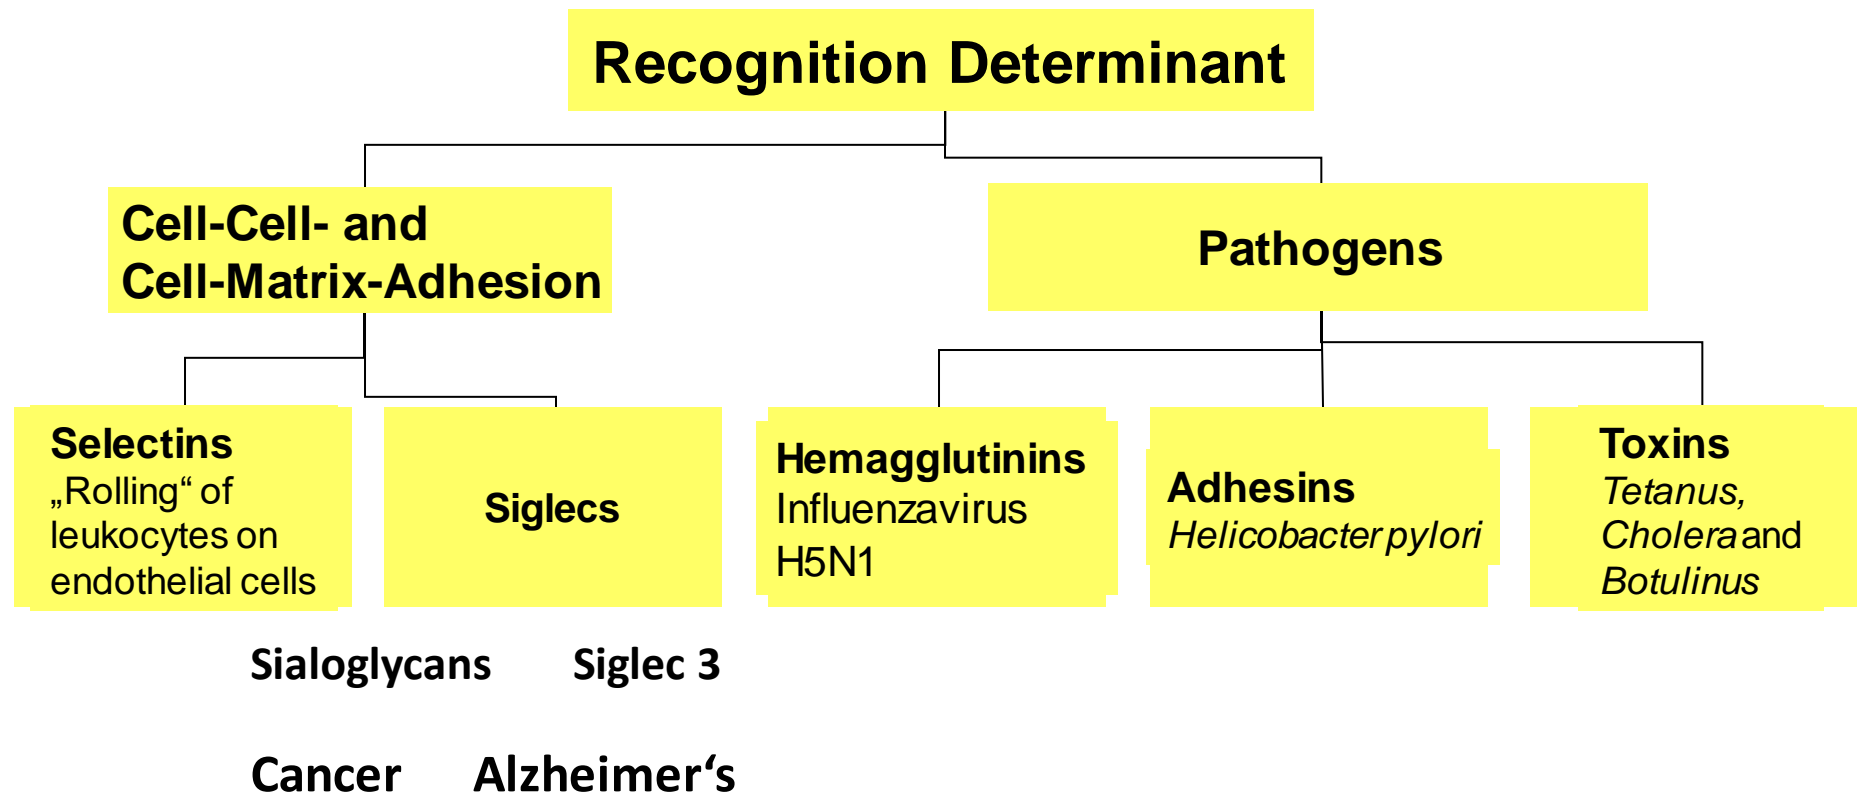 Recognition Determinant
Cell-Cell- and
Cell-Matrix-Adhesion
Pathogens
Selectins
„Rolling“ of
leukocytes on
endothelial cells
Siglecs
Hemagglutinins
Influenzavirus
H5N1
Adhesins
Helicobacter pylori
Toxins
Tetanus,
Cholera and
Botulinus
Sialoglycans Siglec 3
Cancer Alzheimer‘s